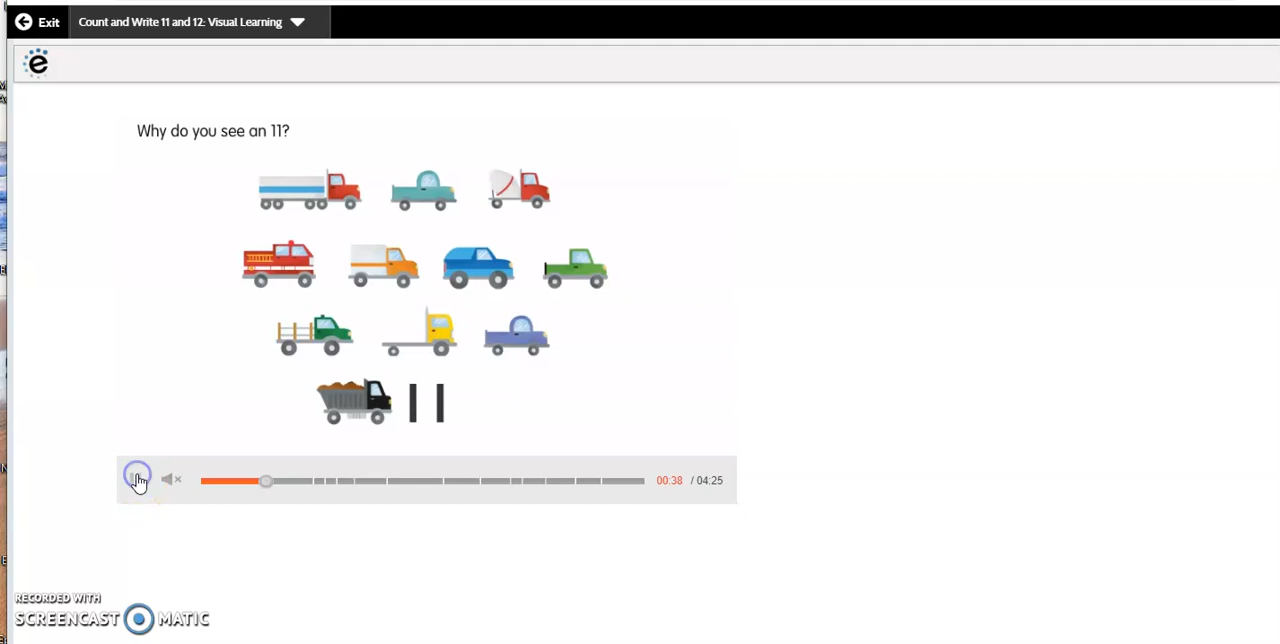 Exit
Count and Write 11 and 12: Visual Learning
e
Why do you see an 11?
11
00:38 / 04:25
RECORDED WITH
SCREENCAST MATIC